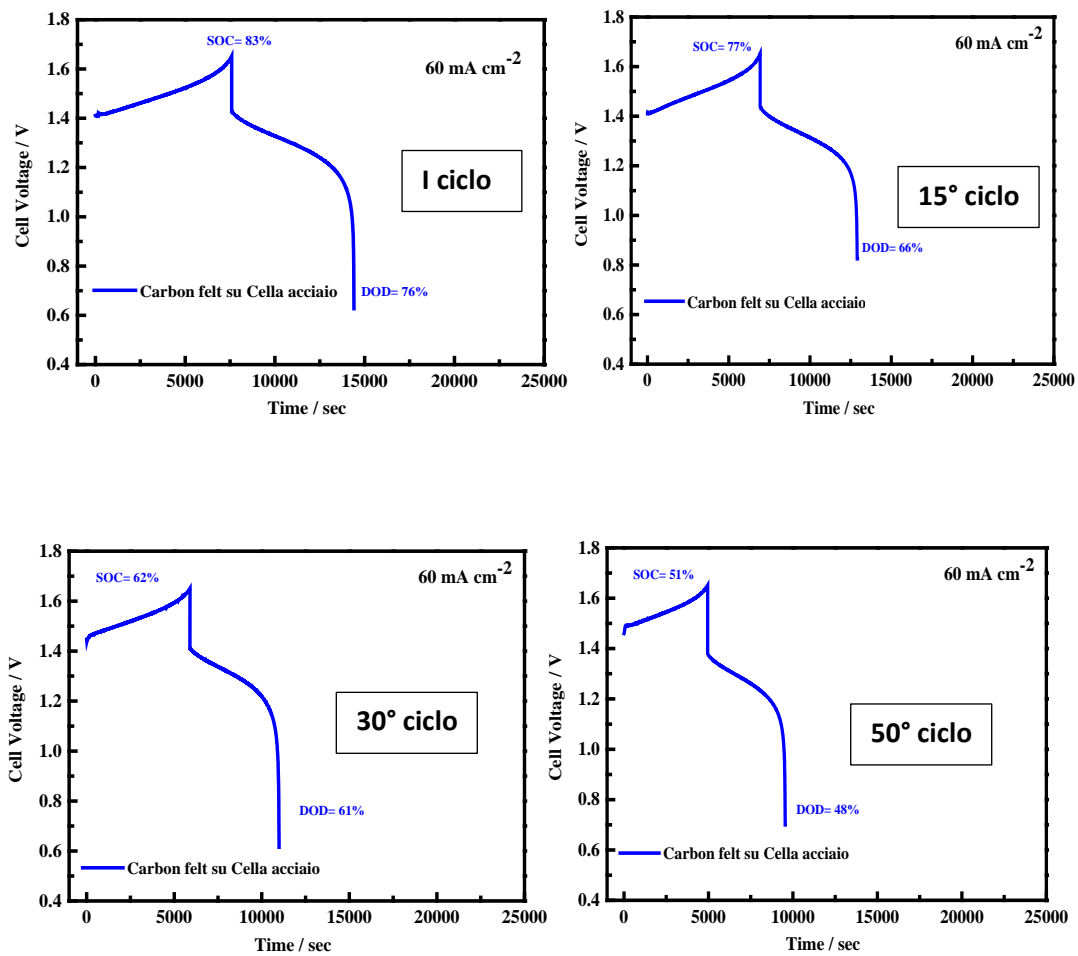 1.8
1.6
1.4
1.2
1.0
0.8
0.6
0.4
Cell Voltage / V
SOC= 83%
60 mA cm-2
I ciclo
DOD= 76%
Carbon felt su Cella acciaio
0 5000 10000 15000 20000 25000
Time / sec
1.8
1.6
1.4
1.2
1.0
0.8
0.6
0.4
Cell Voltage / V
SOC= 77%
60 mA cm-2
15° ciclo
DOD= 66%
Carbon felt su Cella acciaio
0 5000 10000 15000 20000 25000
Time / sec
1.8
1.6
1.4
1.2
1.0
0.8
0.6
0.4
Cell Voltage / V
SOC= 62%
60 mA cm-2
30° ciclo
DOD= 61%
Carbon felt su Cella acciaio
0 5000 10000 15000 20000 25000
Time / sec
1.8
1.6
1.4
1.2
1.0
0.8
0.6
0.4
Cell Voltage / V
SOC= 51%
60 mA cm-2
50° ciclo
DOD= 48%
Carbon felt su Cella acciaio
0 5000 10000 15000 20000 25000
Time / sec